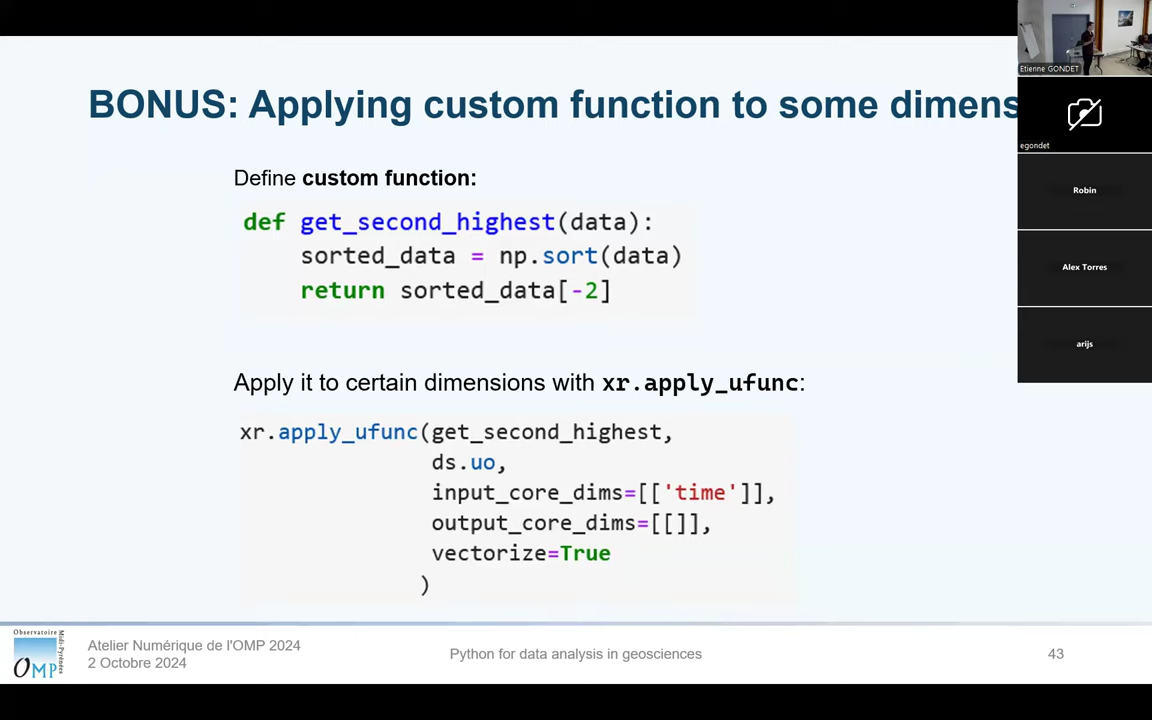 BONUS: Applying custom function to some dimens
Define custom function:
def get_second_highest(data):
sorted_data = np.sort(data)
return sorted_data[-2]
Apply it to certain dimensions with xr.apply_ufunc:
xr.apply_ufunc(get_second_highest,
ds.uo,
input_core_dims=[['time']],
output_core_dims=[[]],
vectorize=True
)
Observatoire
Midi-Pyrénées
OMP
Atelier Numérique de l'OMP 2024
2 Octobre 2024
Python for data analysis in geosciences
43
Etienne GONDET
egondet
Robin
Alex Torres
arijs